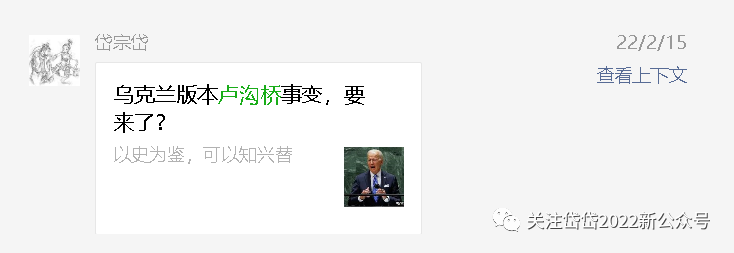 岱宗岱
22/2/15
查看上下文
乌克兰版本卢沟桥事变，要
来了？
以史为鉴，可以知兴替
关注岱岱2022新公众号